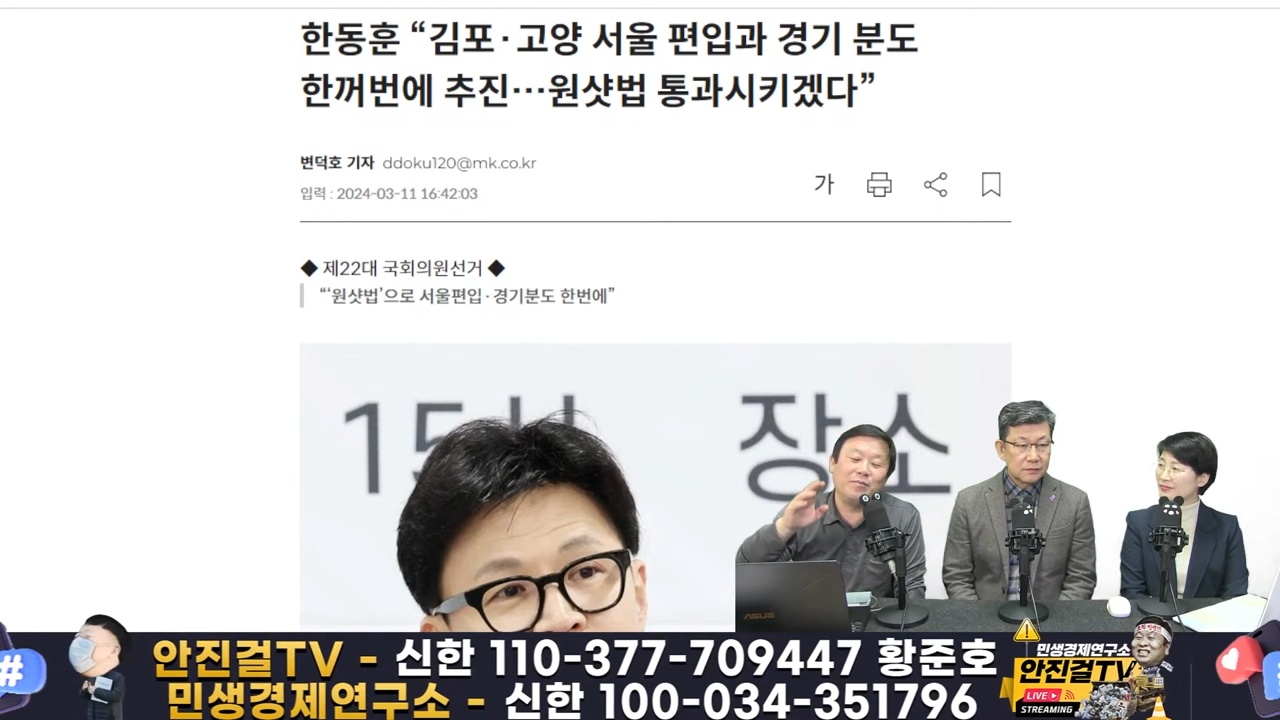 한동훈 “김포·고양 서울 편입과 경기 분도
한꺼번에 추진…원샷법 통과시키겠다”
변덕호 기자 ddoku120@mk.co.kr
입력 : 2024-03-11 16:42:03
가
◆ 제22대 국회의원선거 ◆
“‘원샷법’으로 서울편입·경기분도 한번에”
장소
ASUS
#
안진걸TV - 신한 110-377-709447 황준호
민생경제연구소 - 신한 100-034-351796
민생경제연구소
안진걸TV
LIVE
STREAMING